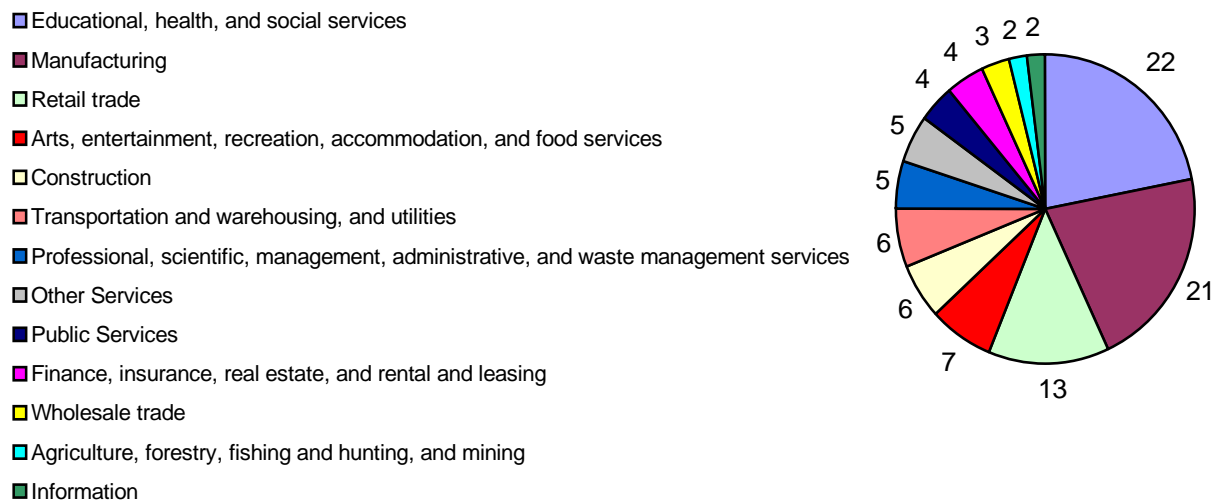 Educational, health, and social services
Manufacturing
Retail trade
Arts, entertainment, recreation, accommodation, and food services
Construction
Transportation and warehousing, and utilities
Professional, scientific, management, administrative, and waste management services
Other Services
Public Services
Finance, insurance, real estate, and rental and leasing
Wholesale trade
Agriculture, forestry, fishing and hunting, and mining
Information
22
21
13
7
6
6
5
5
4
4
3
2
2